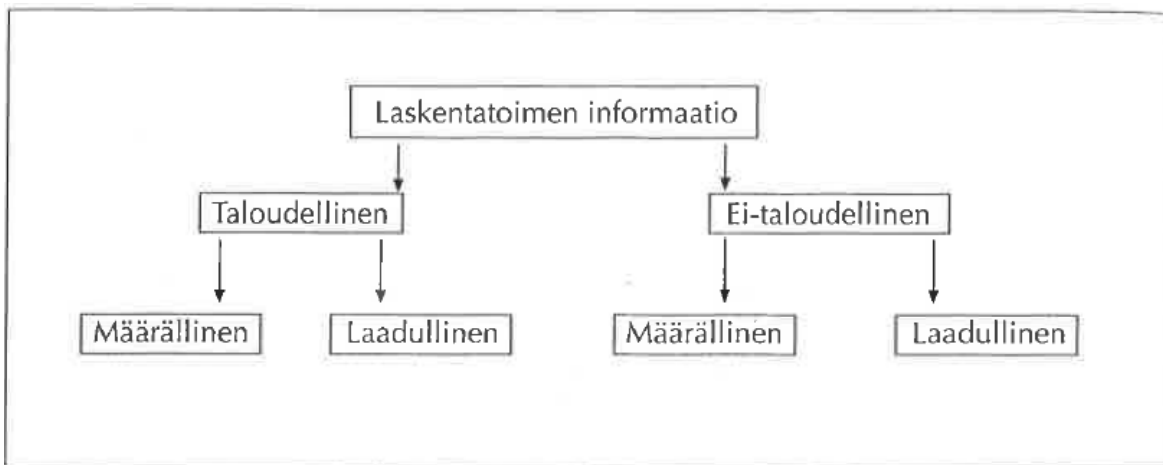 Laskentatoimen informaatio
Taloudellinen
Ei-taloudellinen
Määrällinen
Laadullinen
Määrällinen
Laadullinen